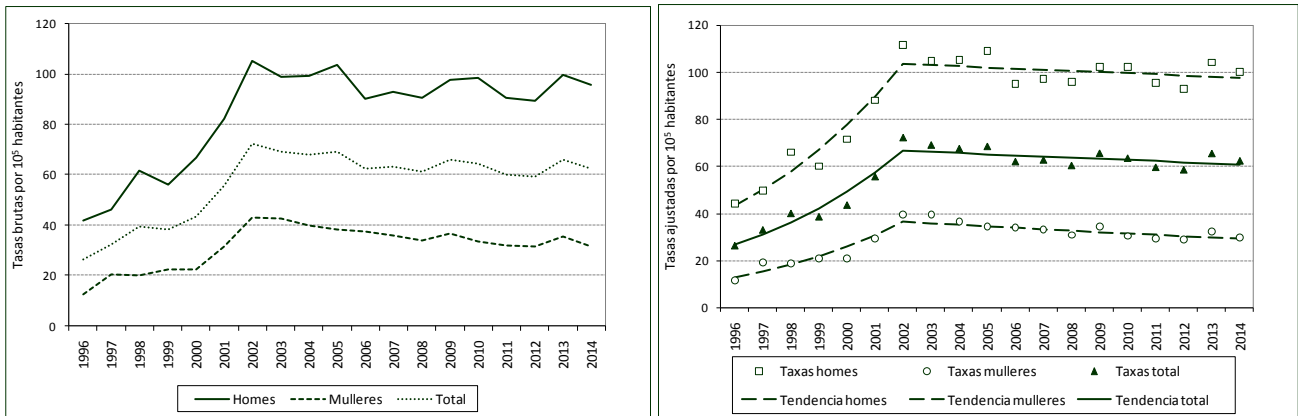 Tasas brutas por 10⁵ habitantes
120
100
80
60
40
20
0
1996 1997 1998 1999 2000 2001 2002 2003 2004 2005 2006 2007 2008 2009 2010 2011 2012 2013 2014
Homes Mulleres Total
Tasas ajustadas por 10⁵ habitantes
120
100
80
60
40
20
0
1996 1997 1998 1999 2000 2001 2002 2003 2004 2005 2006 2007 2008 2009 2010 2011 2012 2013 2014
Taxas homes Taxas mulleres Taxas total
Tendencia homes Tendencia mulleres Tendencia total